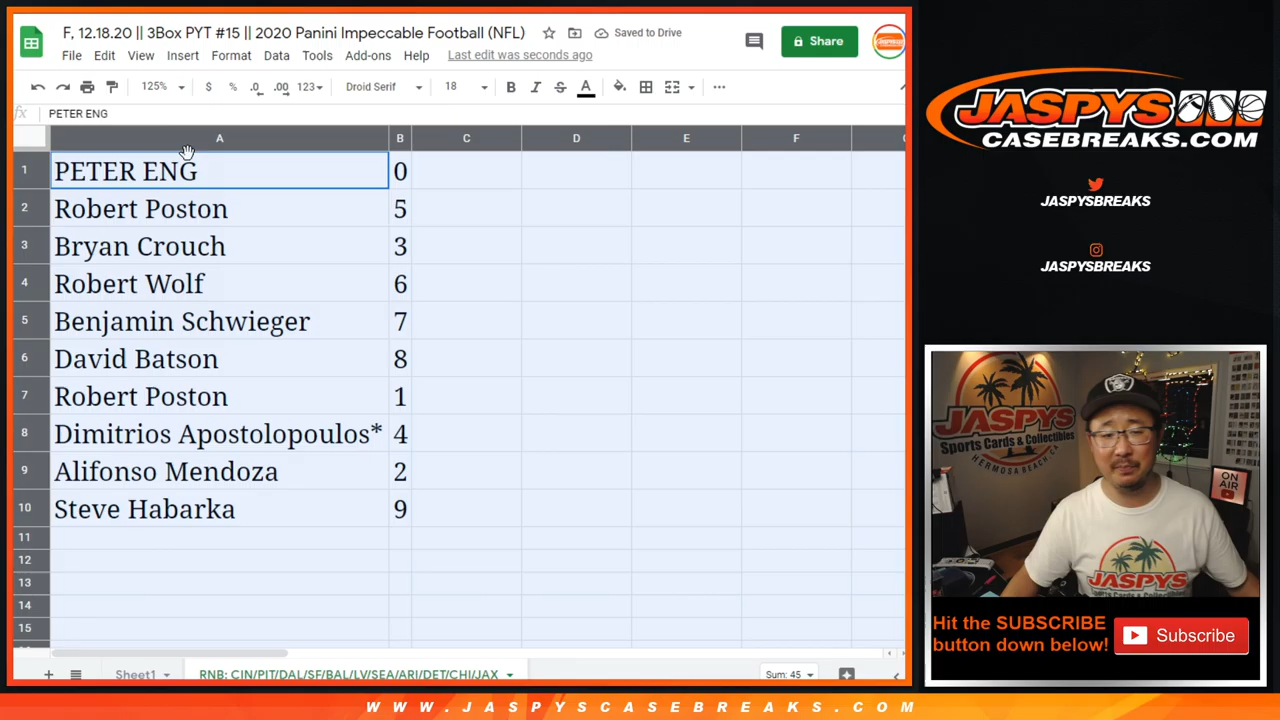 F, 12.18.20 || 3Box PYT #15 || 2020 Panini Impeccable Football (NFL)
Saved to Drive
Share
File Edit View Insert Format Data Tools Add-ons Help Last edit was seconds ago
125% $ % .0 .00 123 Droid Serif 18 B I S A
fx PETER ENG
A B C D E F
1 PETER ENG 0
2 Robert Poston 5
3 Bryan Crouch 3
4 Robert Wolf 6
5 Benjamin Schwieger 7
6 David Batson 8
7 Robert Poston 1
8 Dimitrios Apostolopoulos* 4
9 Alifonso Mendoza 2
10 Steve Habarka 9
11
12
13
14
15
Sheet1 RNB: CIN/PIT/DAL/SF/BAL/LV/SEA/ARI/DET/CHI/JAX Sum: 45
JASPYS
CASEBREAKS.COM
JASPYSBREAKS
JASPYSBREAKS
JASPYS
Sports Cards & Collectibles
HERMOSA BEACH, CA
ON AIR
JASPYS
Hit the SUBSCRIBE
button down below!
Subscribe
WWW.JASPYSCASEBREAKS.COM